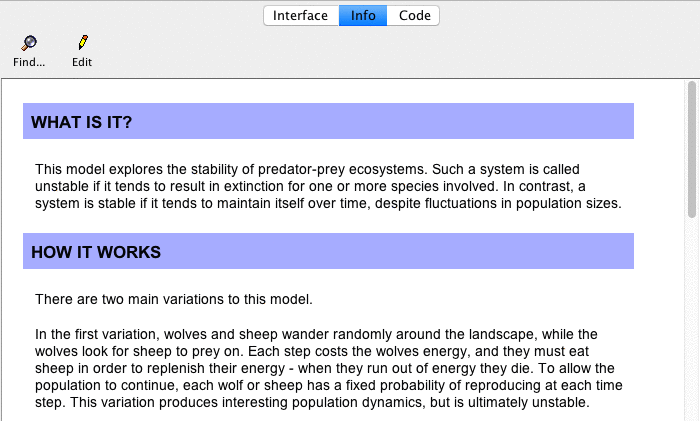 Interface Info Code
Find... Edit
WHAT IS IT?
This model explores the stability of predator-prey ecosystems. Such a system is called
unstable if it tends to result in extinction for one or more species involved. In contrast, a
system is stable if it tends to maintain itself over time, despite fluctuations in population sizes.
HOW IT WORKS
There are two main variations to this model.
In the first variation, wolves and sheep wander randomly around the landscape, while the
wolves look for sheep to prey on. Each step costs the wolves energy, and they must eat
sheep in order to replenish their energy - when they run out of energy they die. To allow the
population to continue, each wolf or sheep has a fixed probability of reproducing at each time
step. This variation produces interesting population dynamics, but is ultimately unstable.